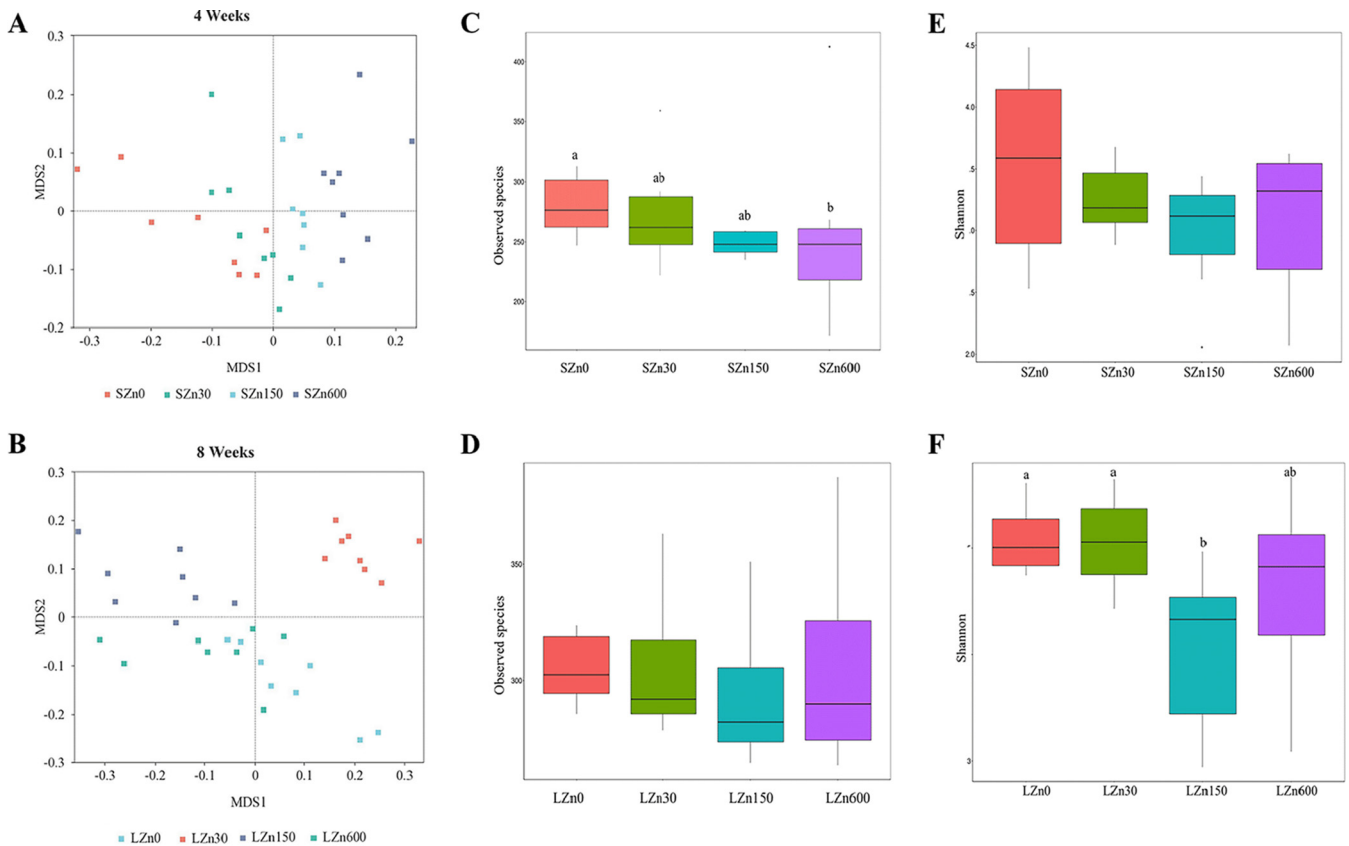 A
4 Weeks
0.3
0.2
0.1
0
-0.1
-0.2
MDS2
-0.3
-0.2
-0.1
0
0.1
0.2
MDS1
SZn0 SZn30 SZn150 SZn600
C
400
350
300
250
200
Observed species
a
ab
ab
b
SZn0 SZn30 SZn150 SZn600
E
4.5
4.0
.5
.0
.5
2.0
Shannon
SZn0 SZn30 SZn150 SZn600
B
8 Weeks
0.3
0.2
0.1
0
-0.1
-0.2
-0.3
MDS2
-0.3
-0.2
-0.1
0
0.1
0.2
0.3
MDS1
LZn0 LZn30 LZn150 LZn600
D
350
300
Observed species
LZn0 LZn30 LZn150 LZn600
F
3
Shannon
a
a
b
ab
LZn0 LZn30 LZn150 LZn600